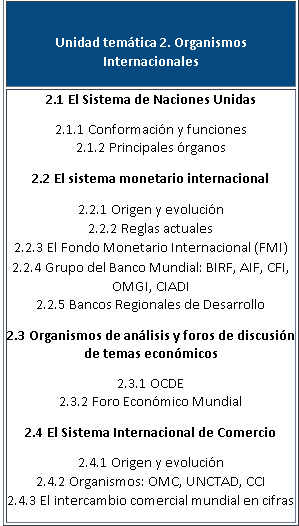 Unidad temática 2. Organismos
Internacionales
2.1 El Sistema de Naciones Unidas
2.1.1 Conformación y funciones
2.1.2 Principales órganos
2.2 El sistema monetario internacional
2.2.1 Origen y evolución
2.2.2 Reglas actuales
2.2.3 El Fondo Monetario Internacional (FMI)
2.2.4 Grupo del Banco Mundial: BIRF, AIF, CFI,
OMGI, CIADI
2.2.5 Bancos Regionales de Desarrollo
2.3 Organismos de análisis y foros de discusión
de temas económicos
2.3.1 OCDE
2.3.2 Foro Económico Mundial
2.4 El Sistema Internacional de Comercio
2.4.1 Origen y evolución
2.4.2 Organismos: OMC, UNCTAD, CCI
2.4.3 El intercambio comercial mundial en cifras